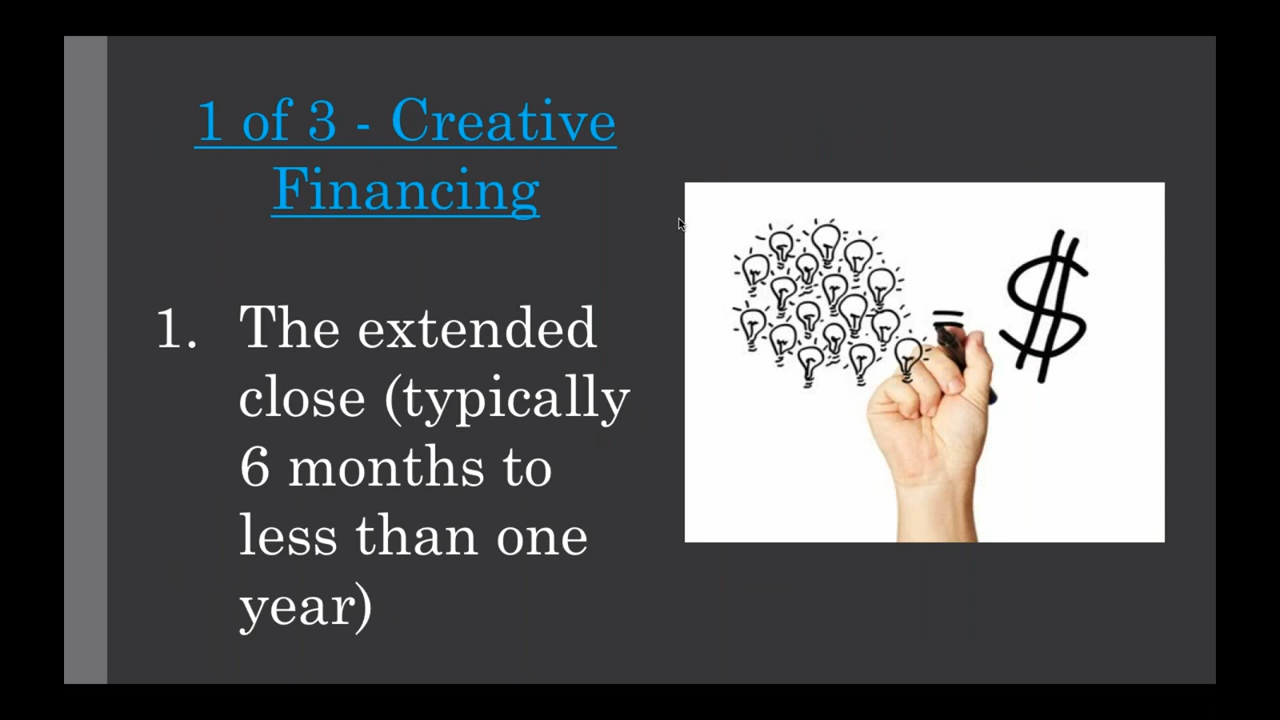 1 of 3 - Creative
Financing
1. The extended
close (typically
6 months to
less than one
year)
= $